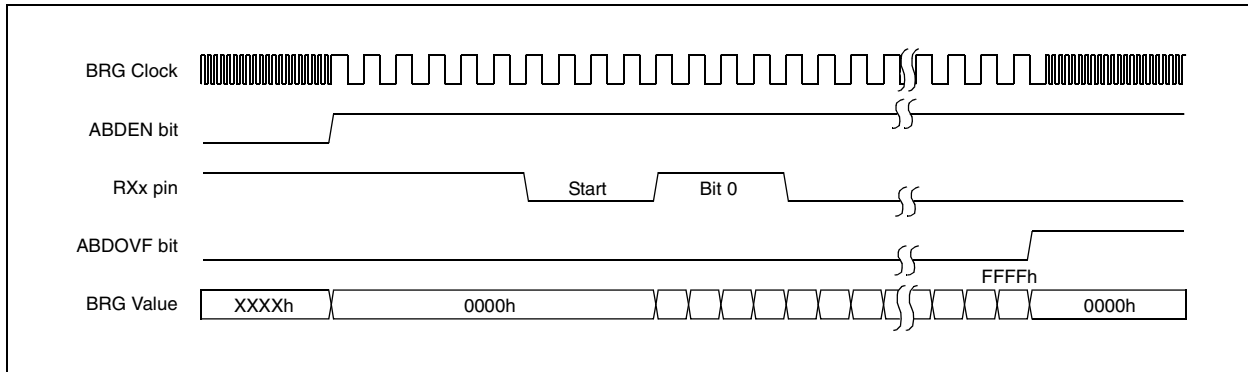 BRG Clock
ABDEN bit
RXx pin
Start
Bit 0
ABDOVF bit
FFFFh
BRG Value
XXXXh
0000h
0000h